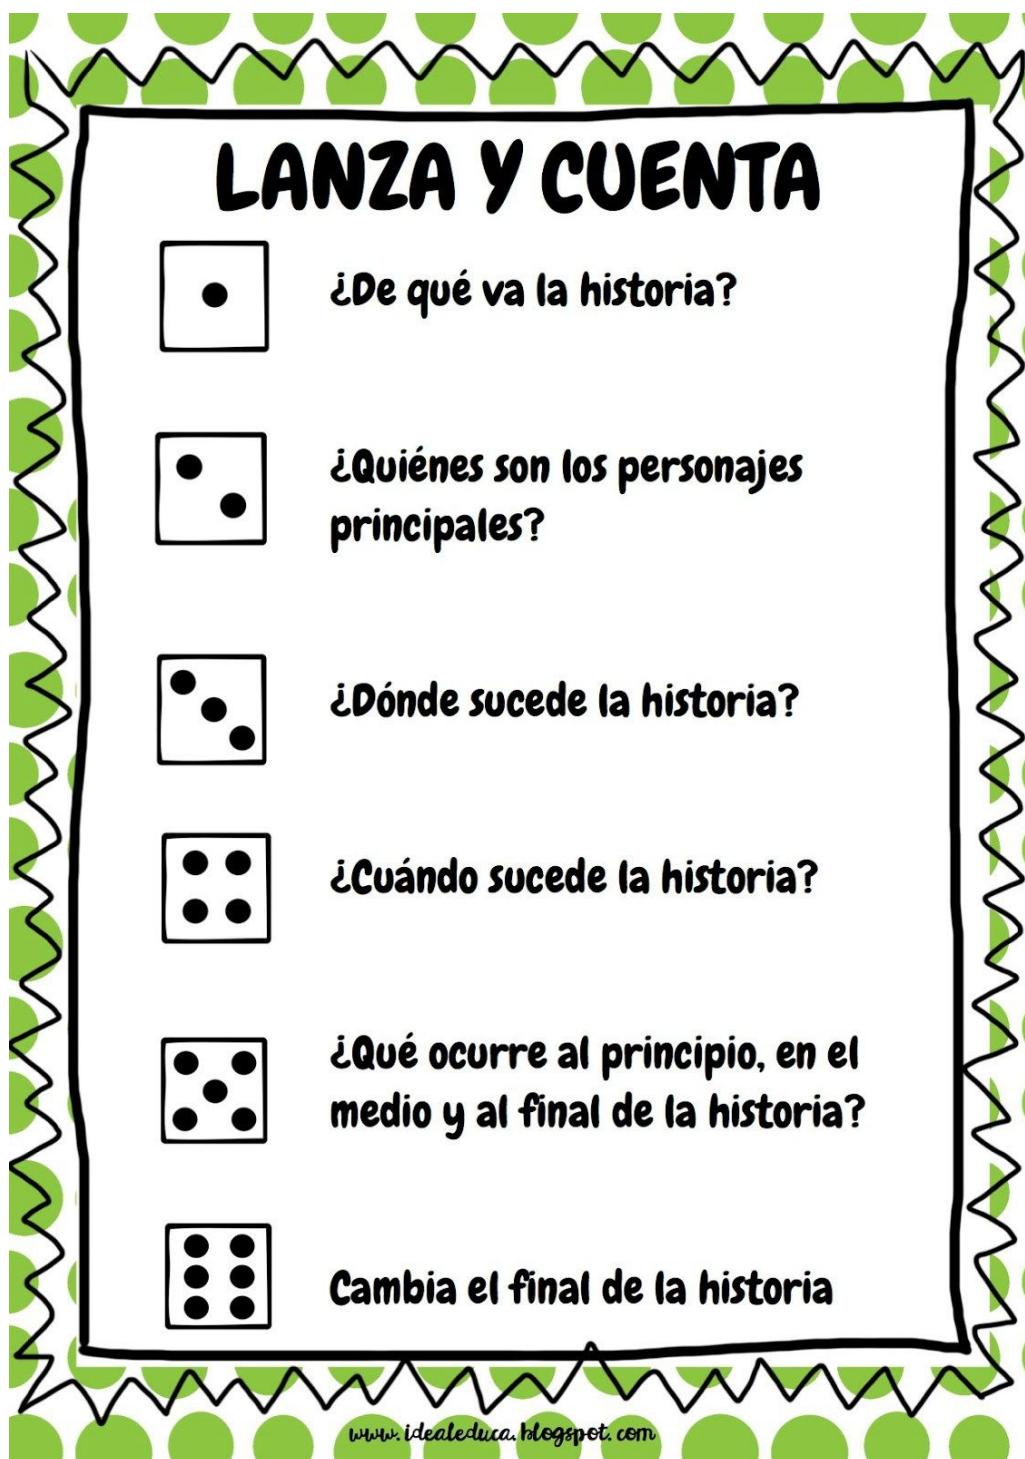 LANZA Y CUENTA
¿De qué va la historia?
¿Quiénes son los personajes
principales?
¿Dónde sucede la historia?
¿Cuándo sucede la historia?
¿Qué ocurre al principio, en el
medio y al final de la historia?
Cambia el final de la historia
www.idealeduca.blogspot.com